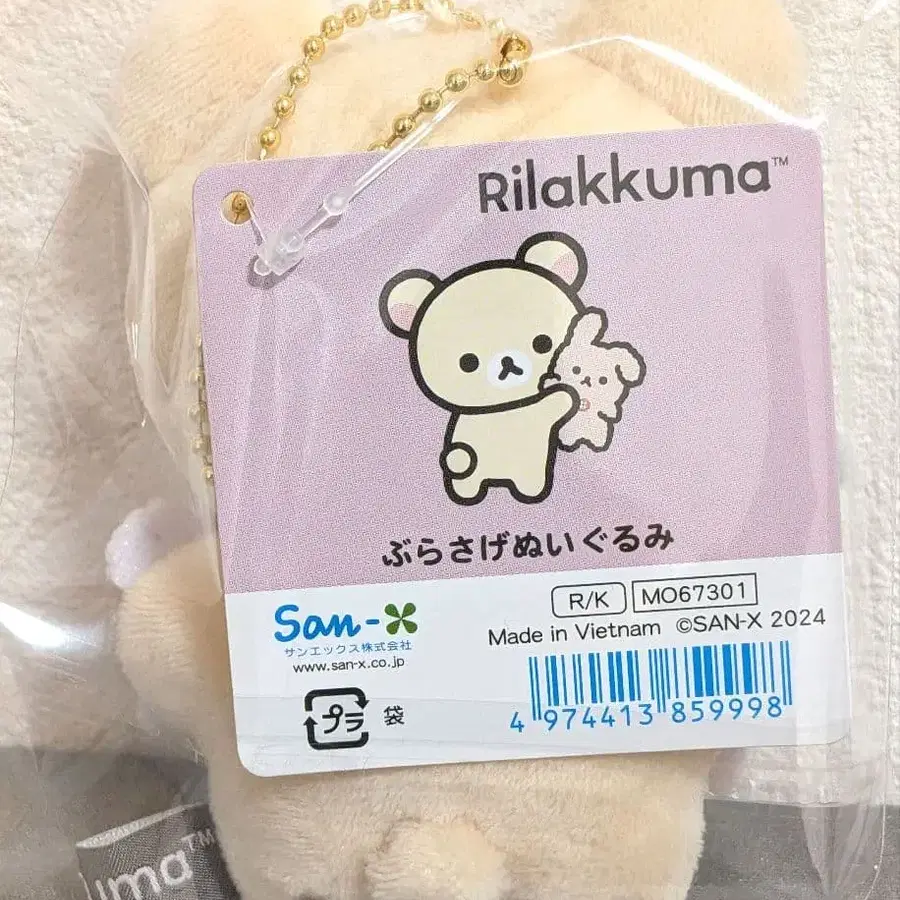 Rilakkuma™
ぶらさげぬいぐるみ
San-X
サンエックス株式会社
www.san-x.co.jp
R/K MO67301
Made in Vietnam ©SAN-X 2024
プラ 袋
4 974413 859998
uma™